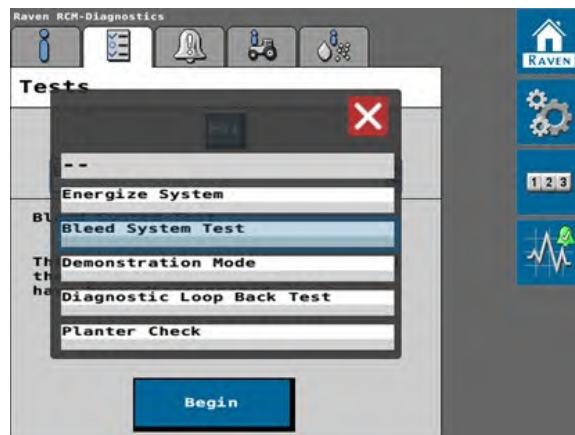 Raven RCM-Diagnostics
RAVEN
Tests
--
Energize System
1 2 3
Bleed System Test
Demonstration Mode
Diagnostic Loop Back Test
Planter Check
Begin